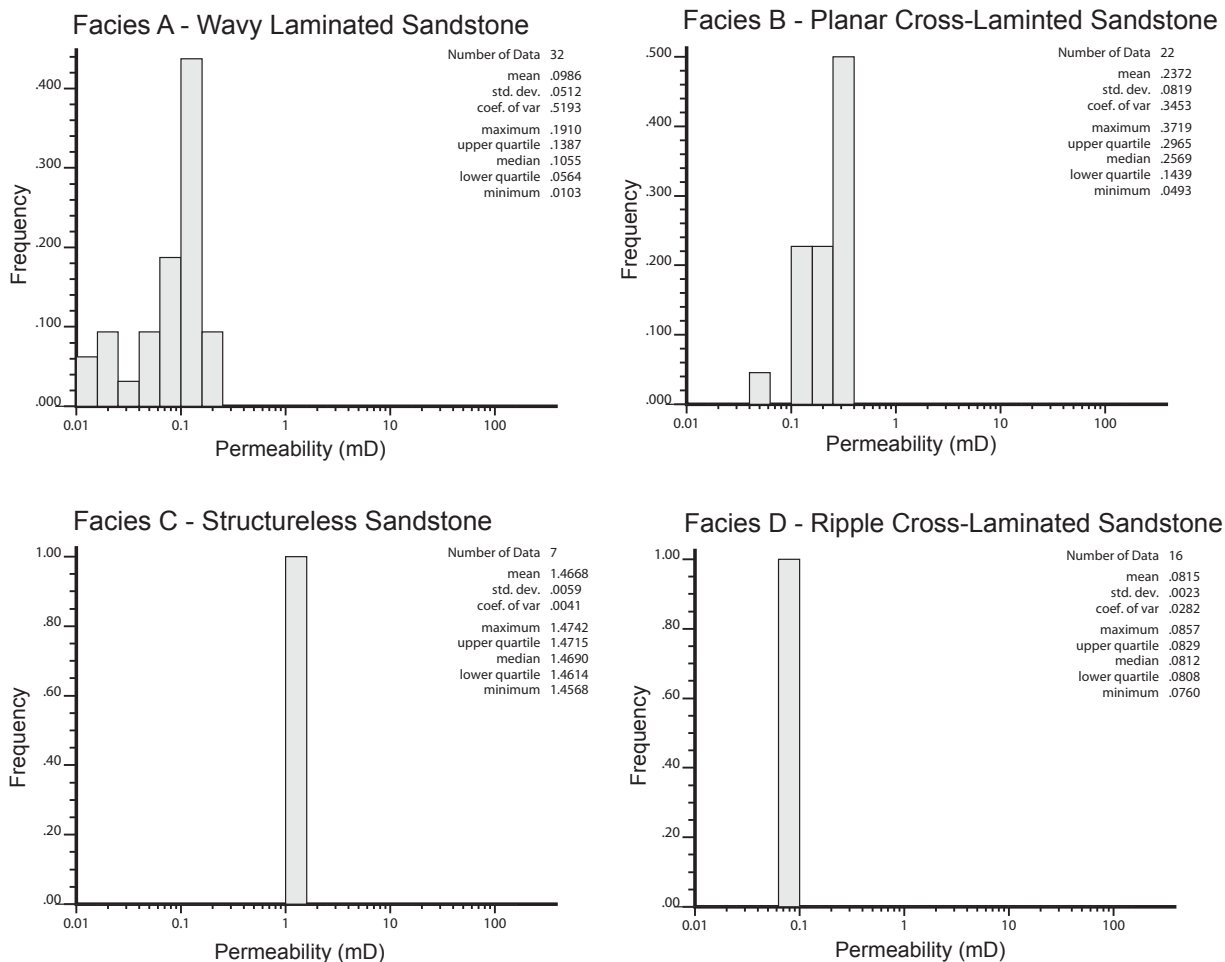 Facies A - Wavy Laminated Sandstone
Number of Data 32
mean .0986
std. dev. .0512
coef. of var .5193
maximum .1910
upper quartile .1387
median .1055
lower quartile .0564
minimum .0103
Frequency
.400
.300
.200
.100
.000
0.01 0.1 1 10 100
Permeability (mD)
Facies B - Planar Cross-Laminted Sandstone
Number of Data 22
mean .2372
std. dev. .0819
coef. of var .3453
maximum .3719
upper quartile .2965
median .2569
lower quartile .1439
minimum .0493
Frequency
.500
.400
.300
.200
.100
.000
0.01 0.1 1 10 100
Permeability (mD)
Facies C - Structureless Sandstone
Number of Data 7
mean 1.4668
std. dev. .0059
coef. of var .0041
maximum 1.4742
upper quartile 1.4715
median 1.4690
lower quartile 1.4614
minimum 1.4568
Frequency
1.00
.80
.60
.40
.20
.00
0.01 0.1 1 10 100
Permeability (mD)
Facies D - Ripple Cross-Laminated Sandstone
Number of Data 16
mean .0815
std. dev. .0023
coef. of var .0282
maximum .0857
upper quartile .0829
median .0812
lower quartile .0808
minimum .0760
Frequency
1.00
.80
.60
.40
.20
.00
0.01 0.1 1 10 100
Permeability (mD)